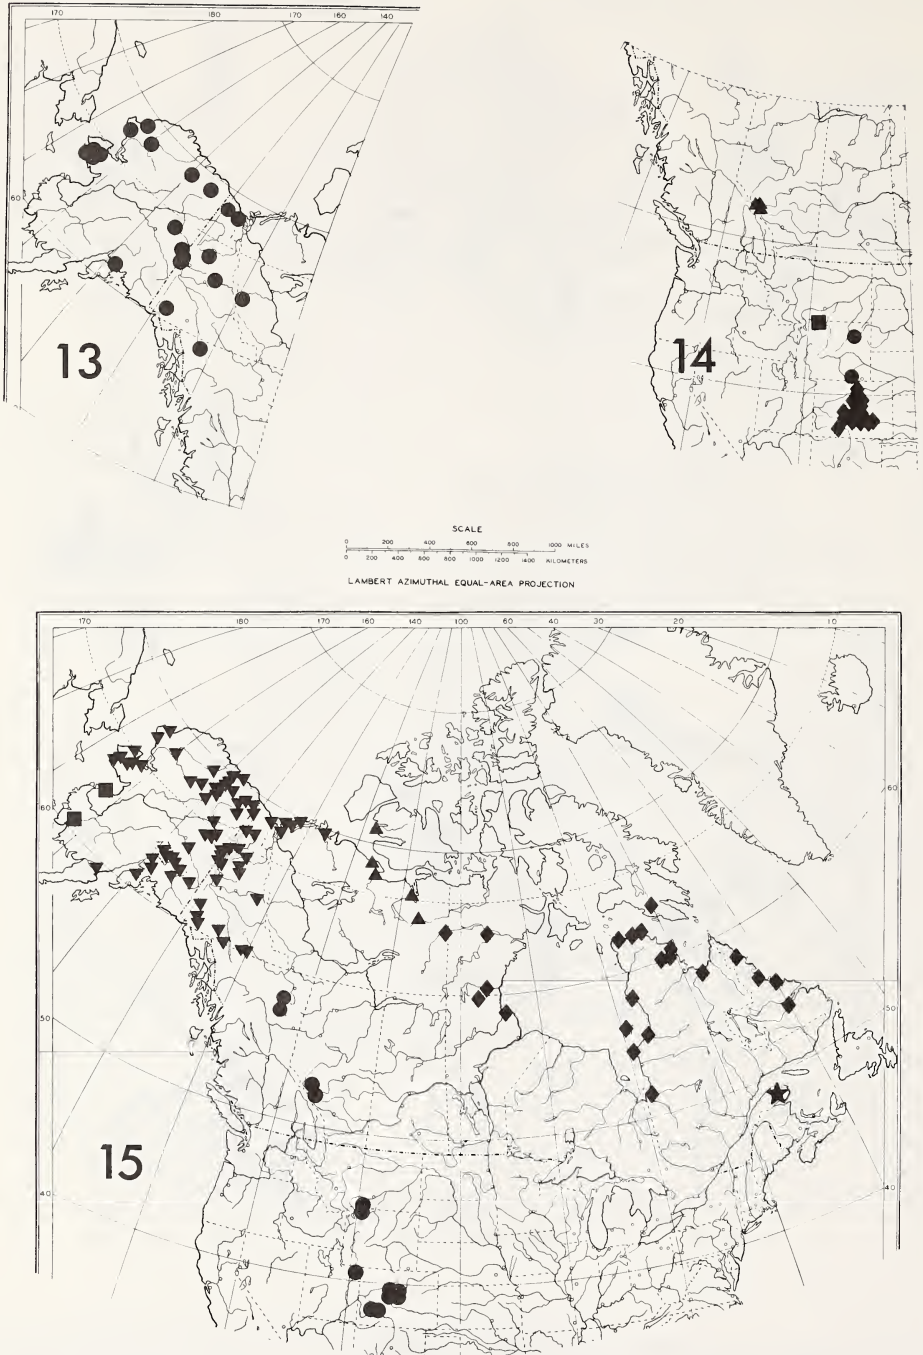 170 180 170 160 140
60
13
14
SCALE
0 200 400 600 800 1000 MILES
0 200 400 600 800 1000 1200 1400 KILOMETERS
LAMBERT AZIMUTHAL EQUAL-AREA PROJECTION
170 180 170 160 140 100 60 40 30 20 10
60 60
50 50
15
40 40